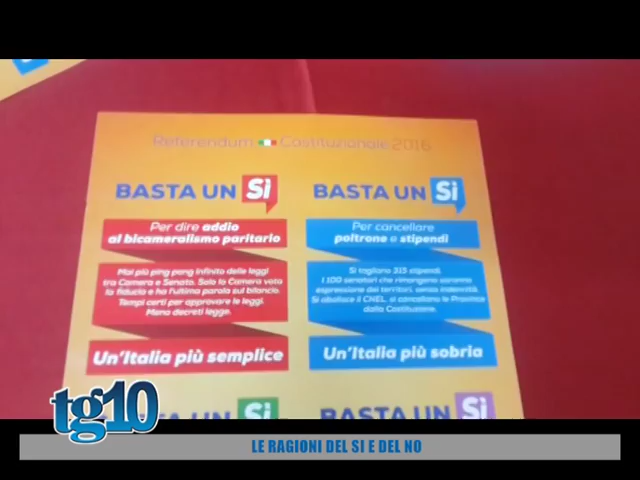 Referendum Costituzionale 2016
BASTA UN Sì
Per dire addio
al bicameralismo paritario
Mai più ping pong infinito delle leggi
tra Camera e Senato. Solo la Camera vota
la fiducia e ha l'ultima parola sul bilancio.
Tempi certi per approvare le leggi.
Meno decreti legge.
Un'Italia più semplice
BASTA UN Sì
Per cancellare
poltrone e stipendi
Si tagliano 315 stipendi.
I 100 senatori che rimangono saranno
espressione dei territori, senza indennità.
Si abolisce il CNEL, si cancellano le Province
dalla Costituzione.
Un'Italia più sobria
BASTA UN Sì
BASTA UN Sì
tg10
LE RAGIONI DEL SI E DEL NO